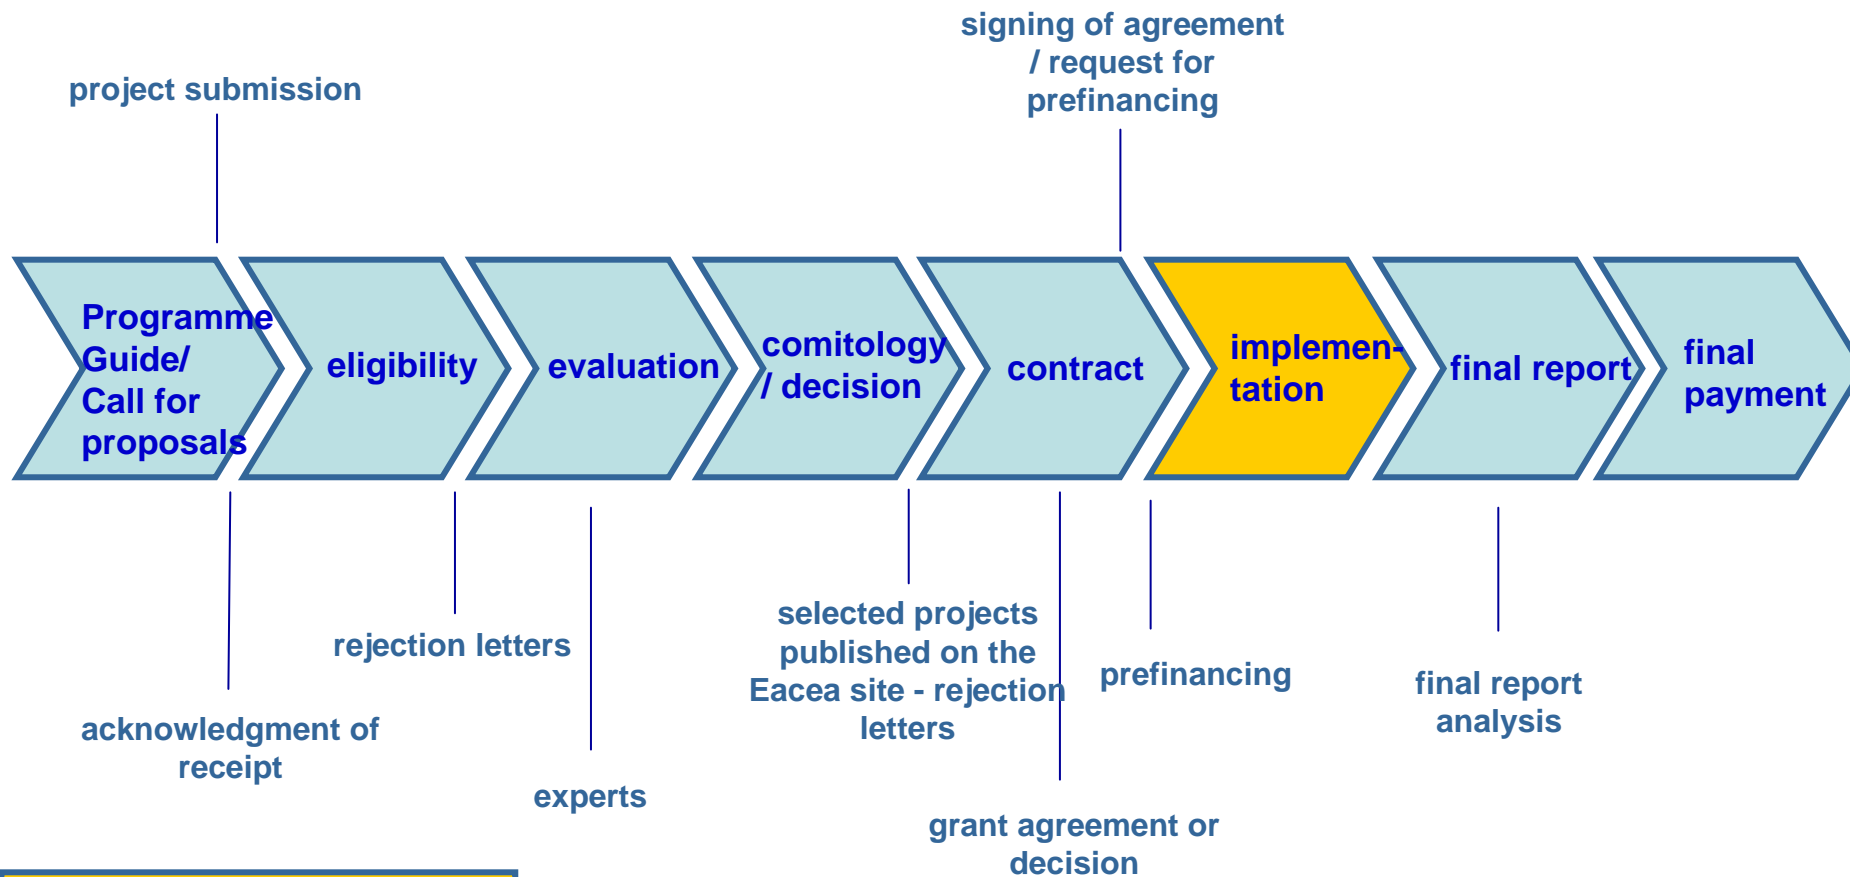 signing of agreement
/ request for
prefinancing
project submission
Programme
Guide/
Call for
proposals
eligibility
evaluation
comitology
/ decision
contract
implemen-
tation
final report
final
payment
rejection letters
acknowledgment of
receipt
experts
selected projects
published on the
Eacea site - rejection
letters
prefinancing
grant agreement or
decision
final report
analysis